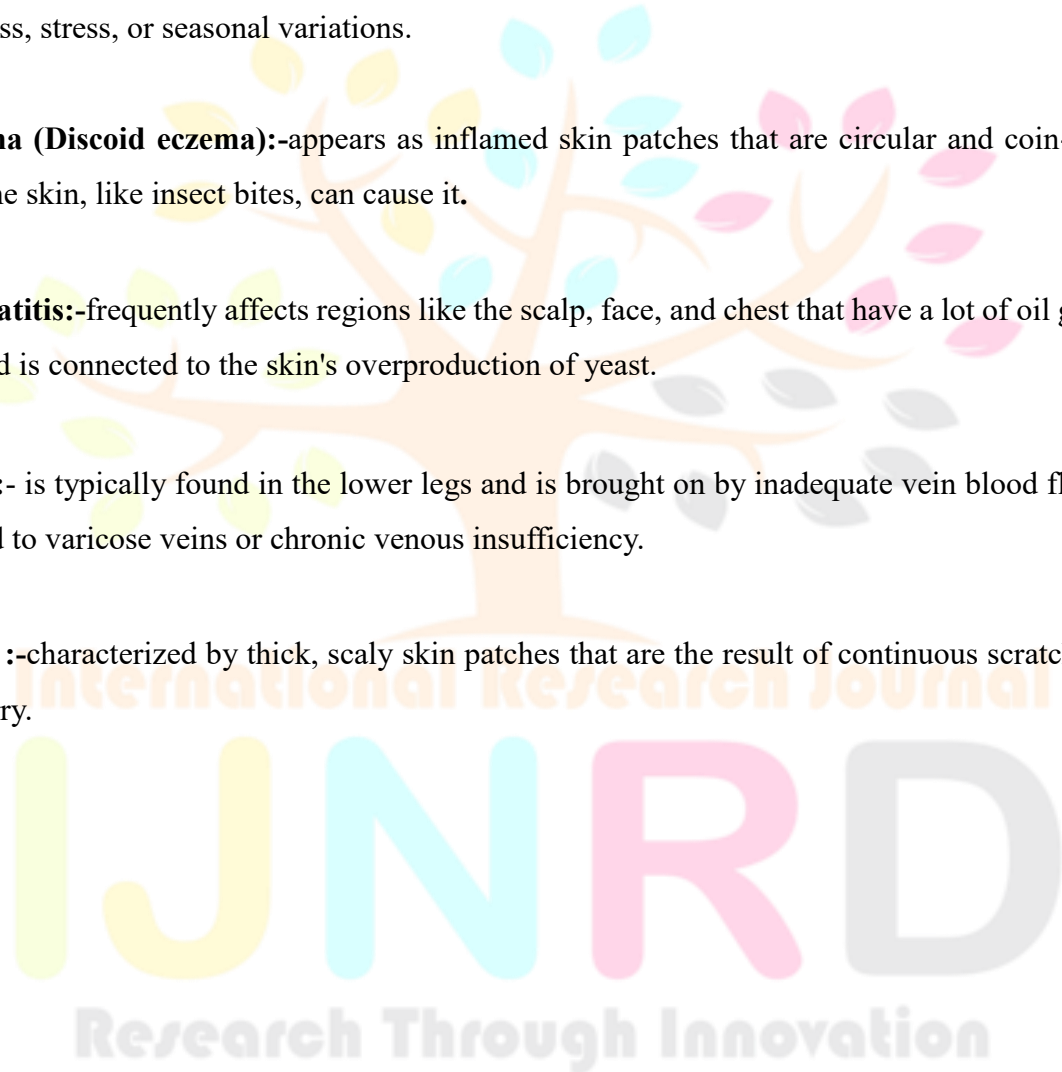 ss, stress, or seasonal variations.
na (Discoid eczema):-appears as inflamed skin patches that are circular and coin-
ne skin, like insect bites, can cause it.
atitis:-frequently affects regions like the scalp, face, and chest that have a lot of oil g
d is connected to the skin's overproduction of yeast.
:- is typically found in the lower legs and is brought on by inadequate vein blood fl
d to varicose veins or chronic venous insufficiency.
:-characterized by thick, scaly skin patches that are the result of continuous scratc
International Research Journal
ry.
IJNRD
Research Through Innovation